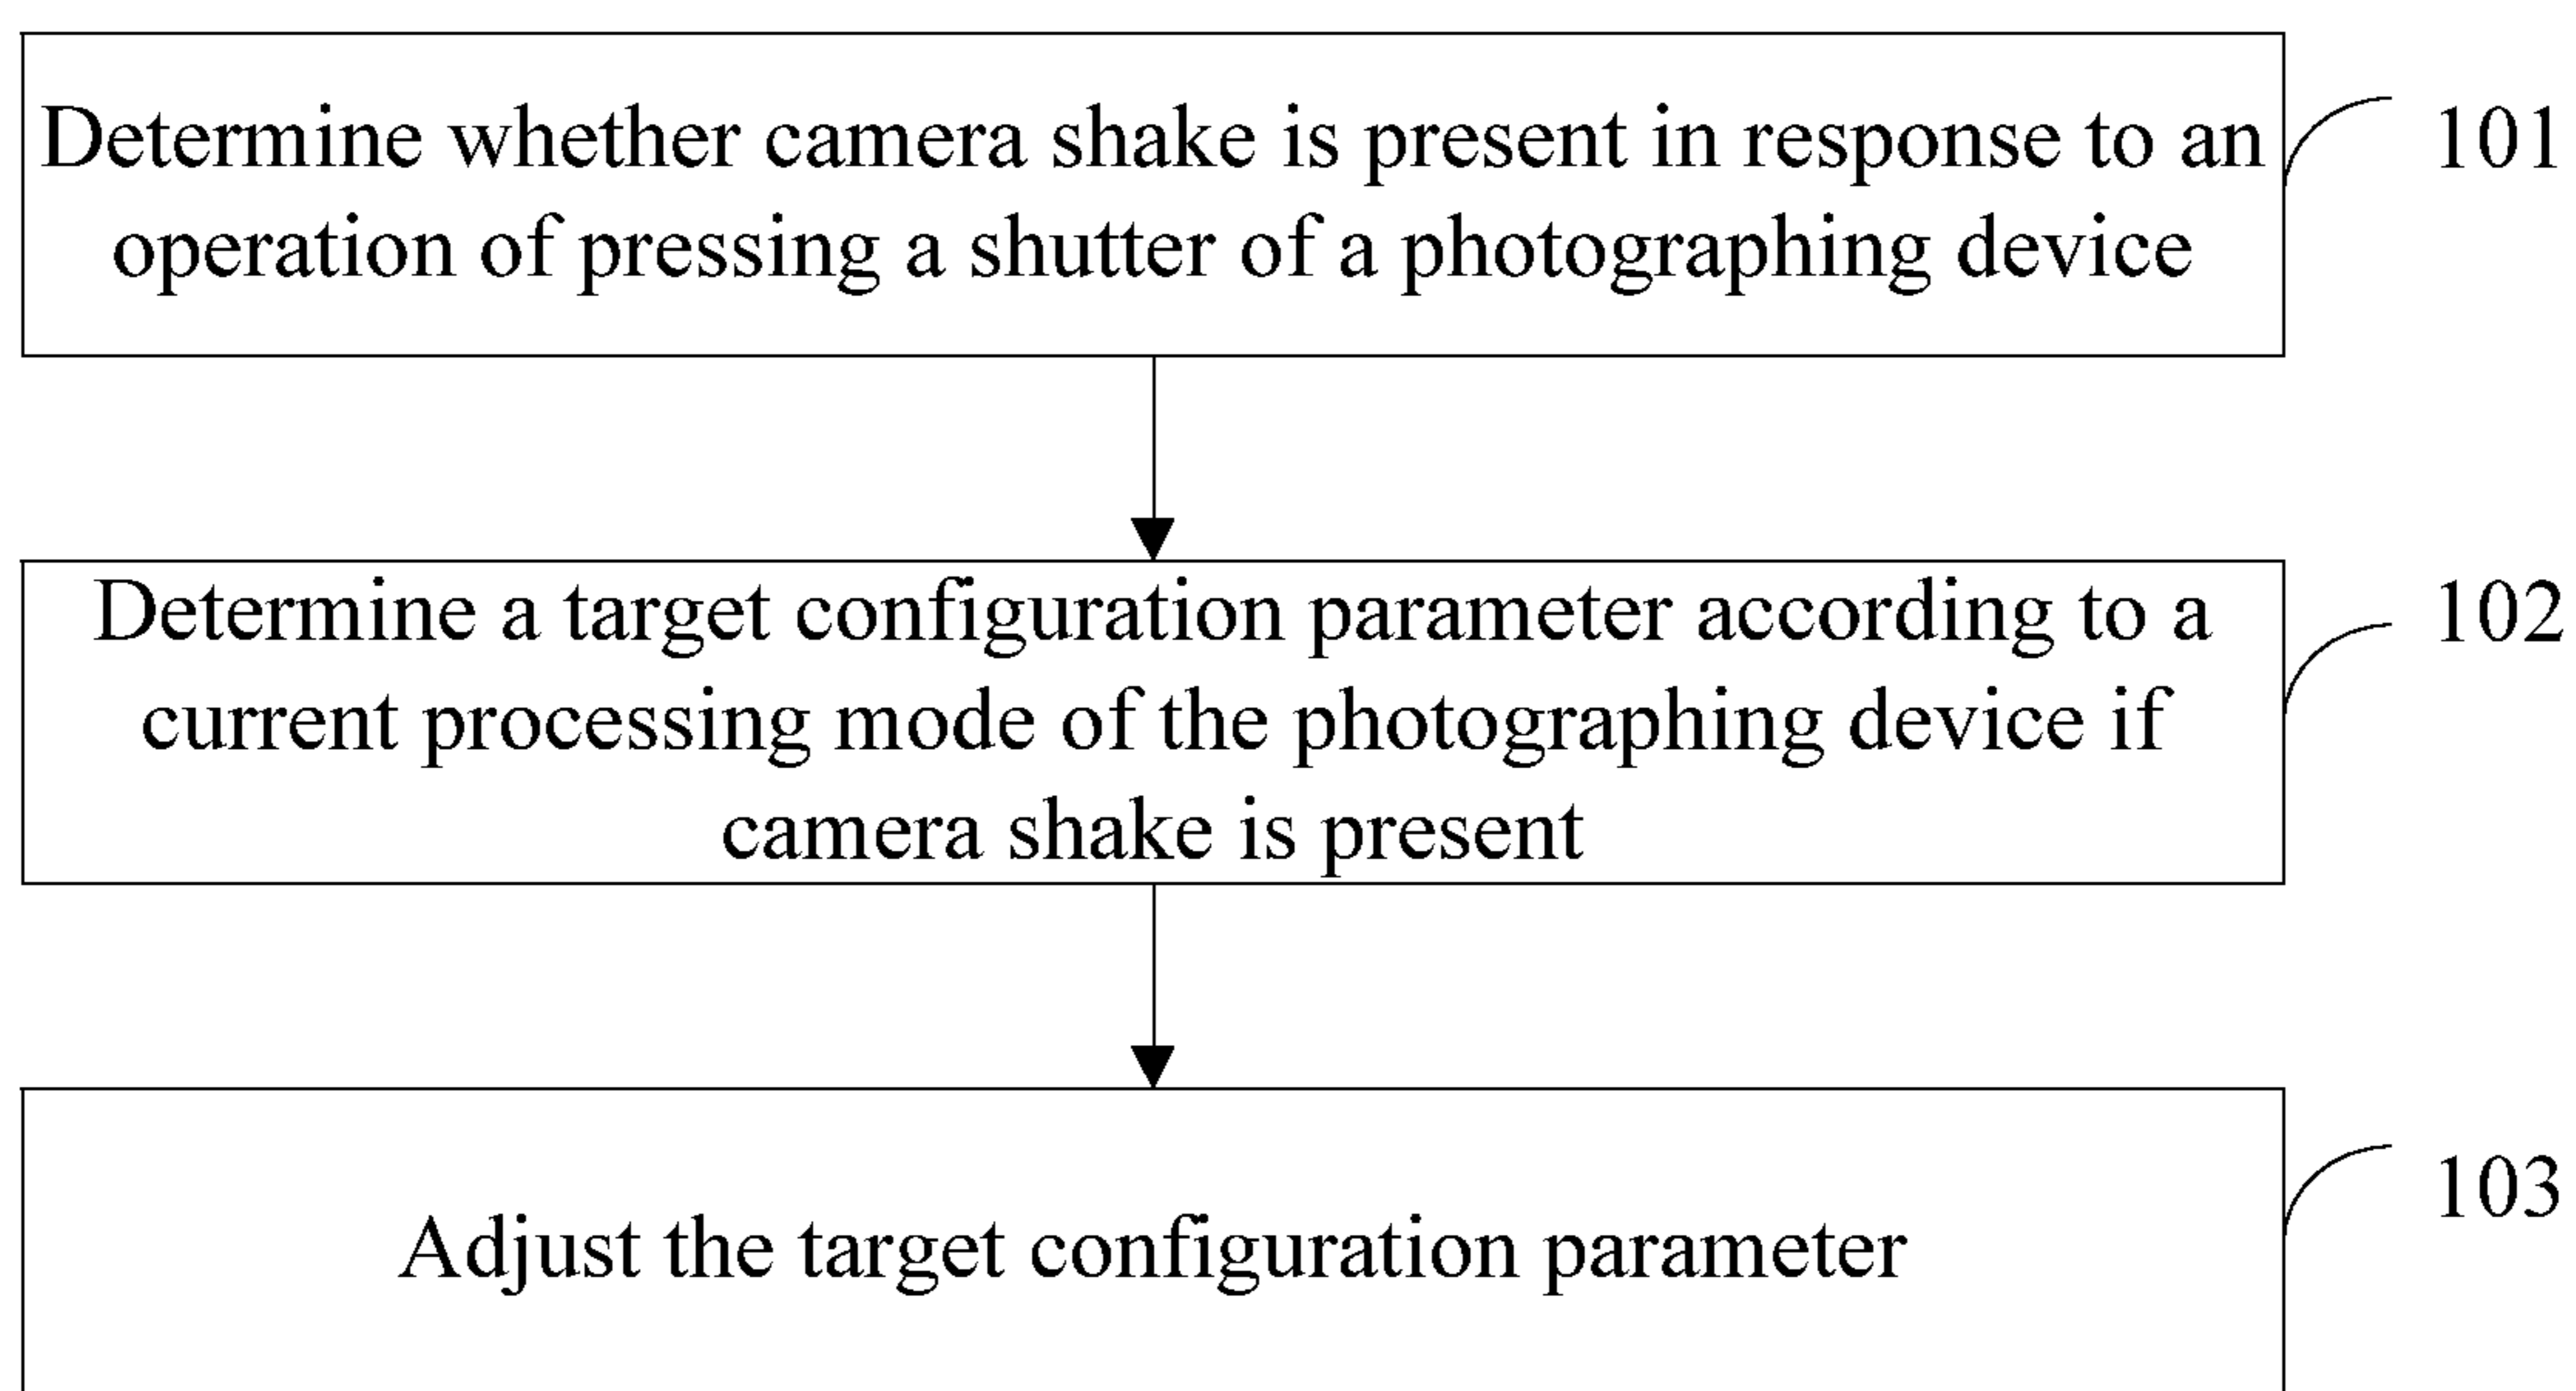 Determine whether camera shake is present in response to an
operation of pressing a shutter of a photographing device
101
Determine a target configuration parameter according to a
current processing mode of the photographing device if
camera shake is present
102
Adjust the target configuration parameter
103